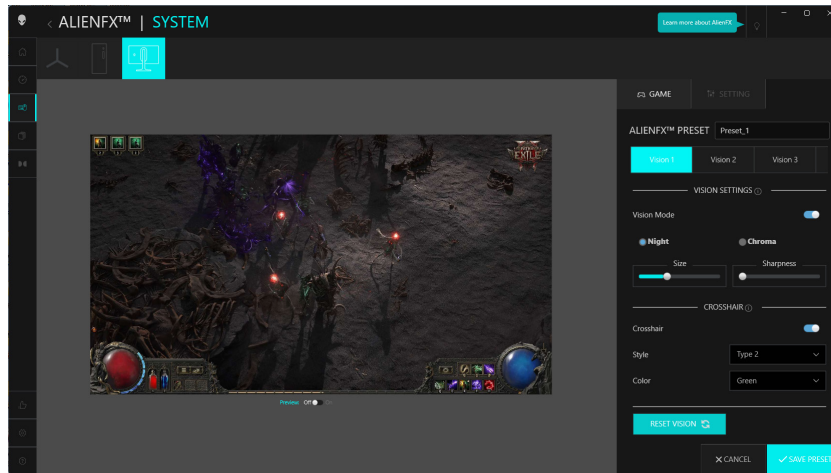 < ALIENFX™ | SYSTEM
Learn more about AlienFX
EXILE
GAME
SETTING
ALIENFX™ PRESET Preset_1
Vision 1 Vision 2 Vision 3
VISION SETTINGS
Vision Mode
Night Chroma
Size Sharpness
CROSSHAIR
Crosshair
Style Type 2
Color Green
Preview Off On
RESET VISION
CANCEL
SAVE PRESET